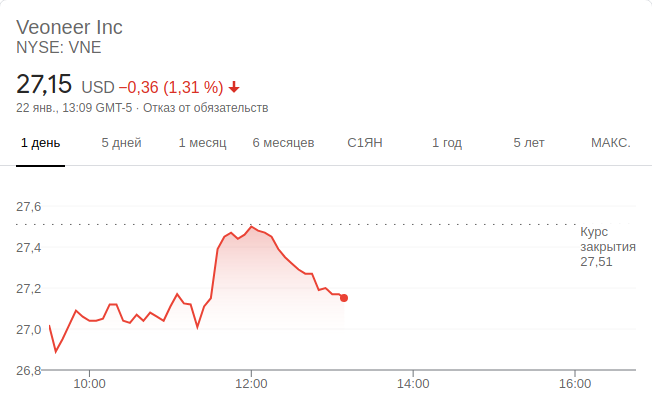 Veoneer Inc
NYSE: VNE
27,15 USD −0,36 (1,31 %)
22 янв., 13:09 GMT-5 · Отказ от обязательств
1 день 5 дней 1 месяц 6 месяцев С1ЯН 1 год 5 лет МАКС.
27,6
27,4
27,2
27,0
26,8
Курс
закрытия
27,51
10:00 12:00 14:00 16:00